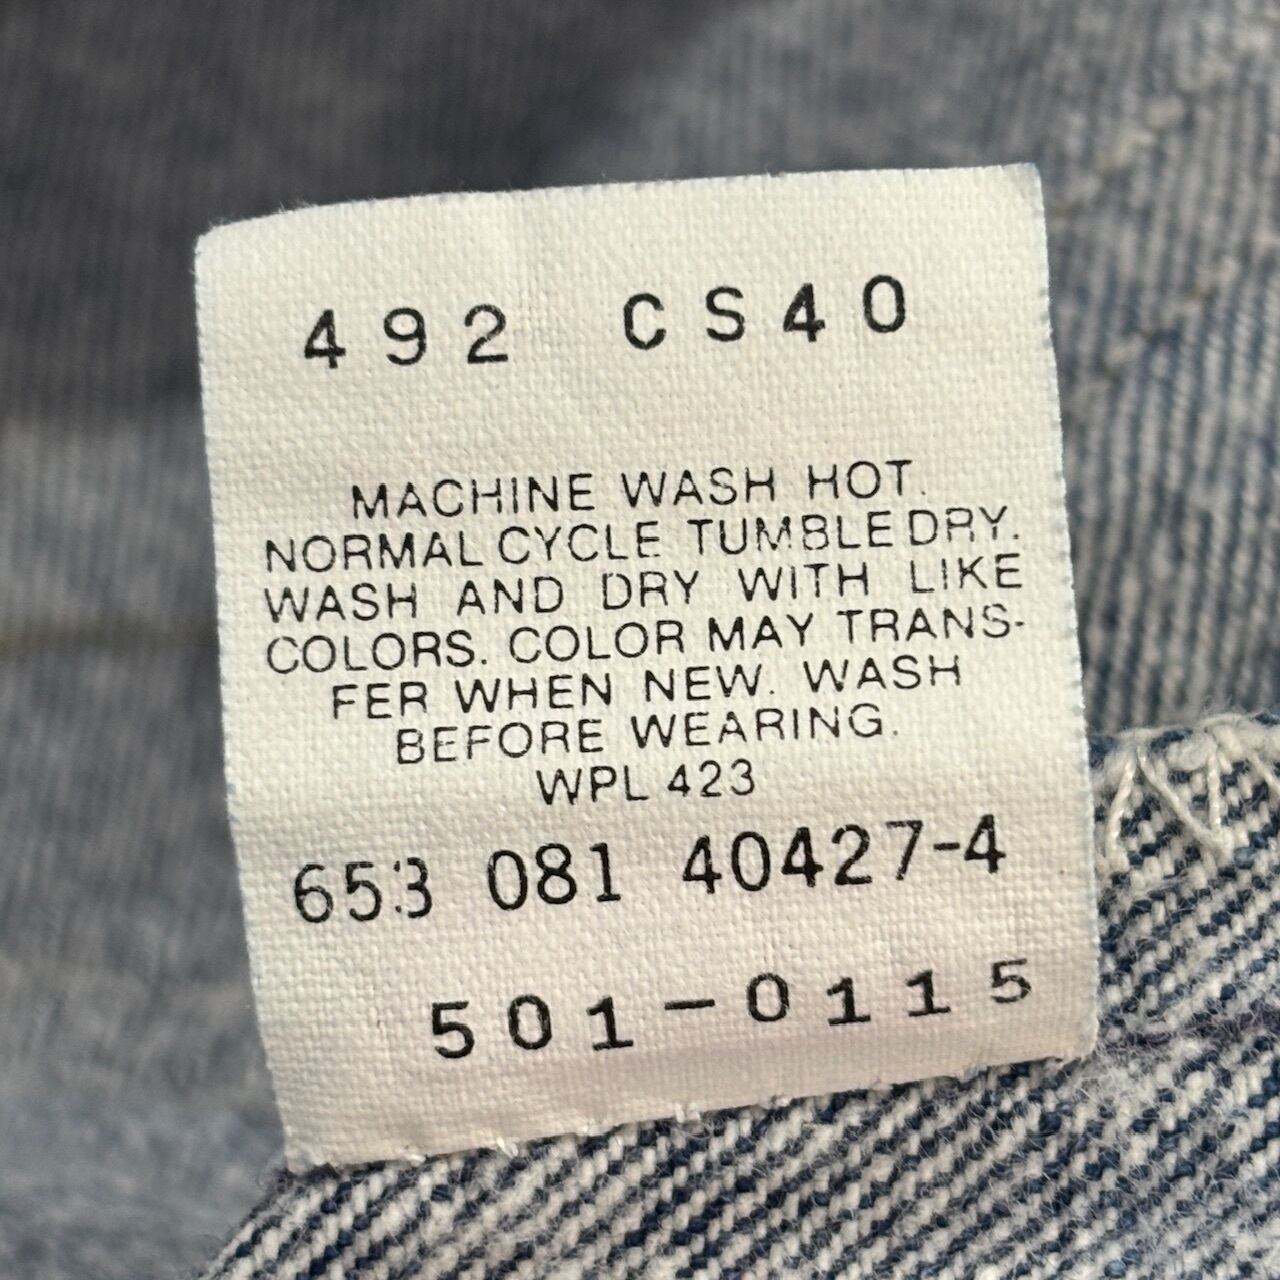 492 CS40
MACHINE WASH HOT.
NORMAL CYCLE TUMBLE DRY.
WASH AND DRY WITH LIKE
COLORS. COLOR MAY TRANS-
FER WHEN NEW. WASH
BEFORE WEARING.
WPL 423
653 081 40427-4
501-0115